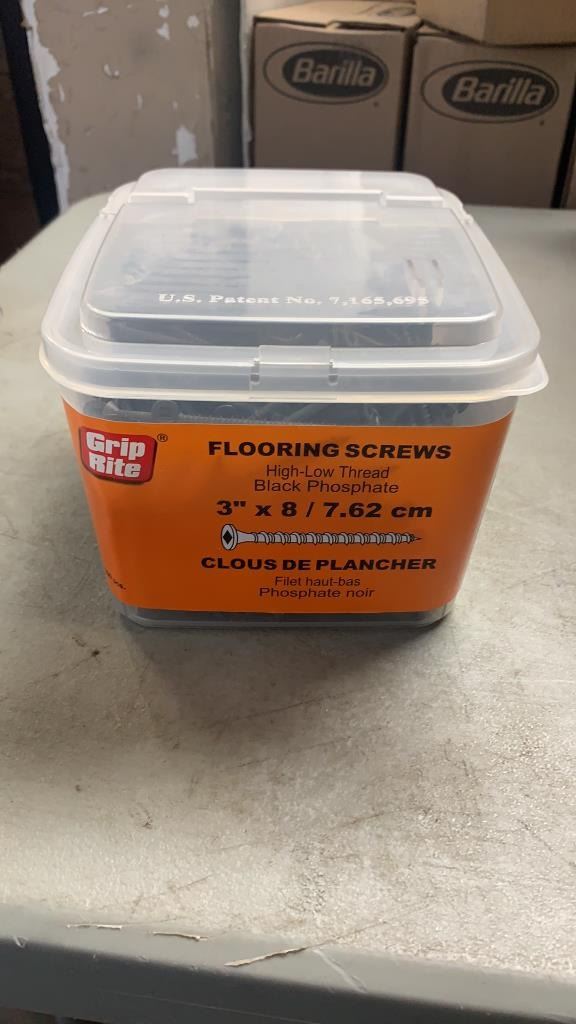 Barilla
Barilla
U.S. Patent No. 7,165,695
Grip
Rite
®
FLOORING SCREWS
High-Low Thread
Black Phosphate
3" x 8 / 7.62 cm
CLOUS DE PLANCHER
Filet haut-bas
Phosphate noir